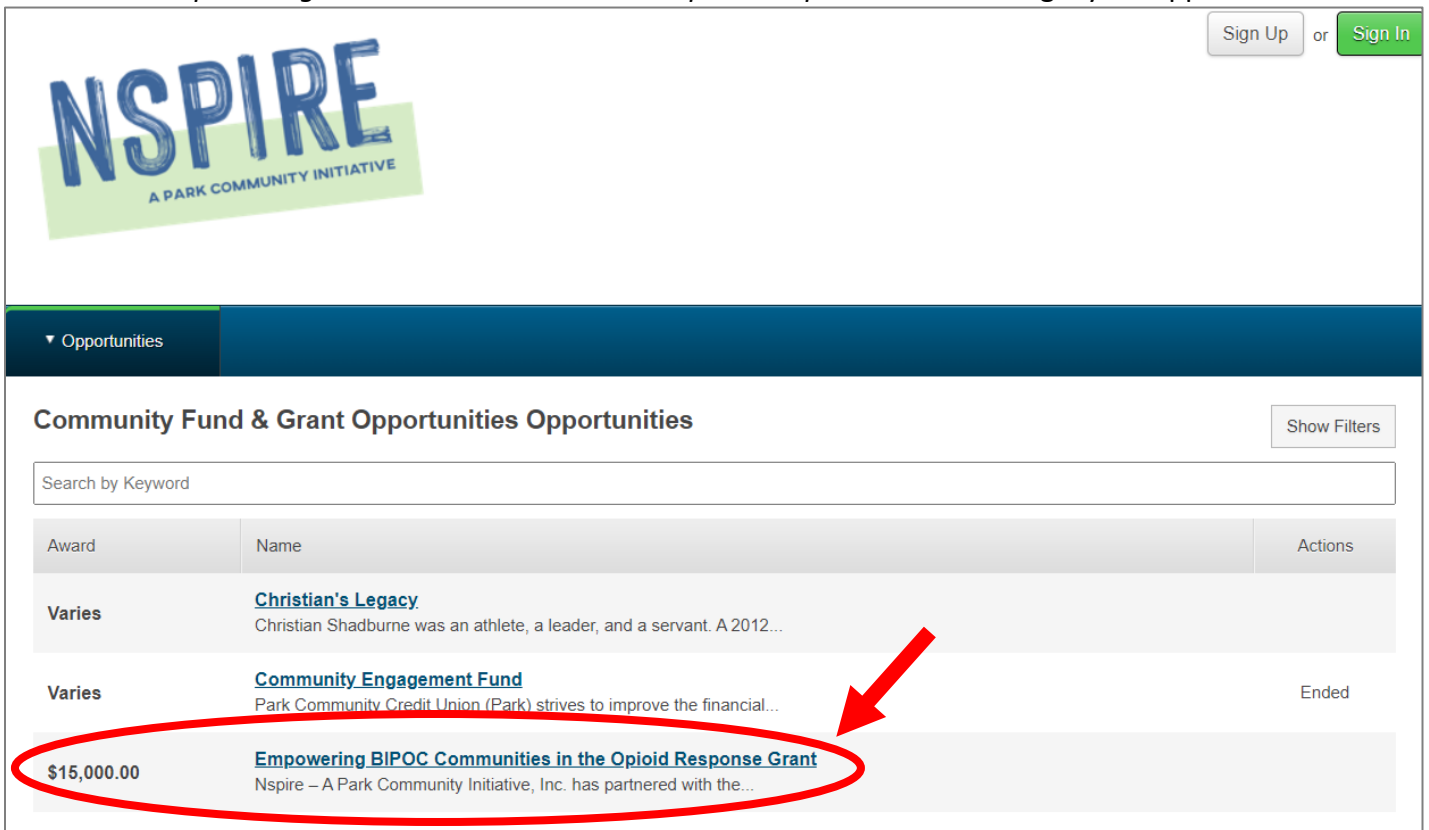 Sign Up or Sign In
NSPIRE
A PARK COMMUNITY INITIATIVE
▼ Opportunities
Community Fund & Grant Opportunities Opportunities
Show Filters
Search by Keyword
Award Name Actions
Varies
Christian's Legacy
Christian Shadburne was an athlete, a leader, and a servant. A 2012...
Varies
Community Engagement Fund
Park Community Credit Union (Park) strives to improve the financial...
Ended
$15,000.00
Empowering BIPOC Communities in the Opioid Response Grant
Nspire – A Park Community Initiative, Inc. has partnered with the...